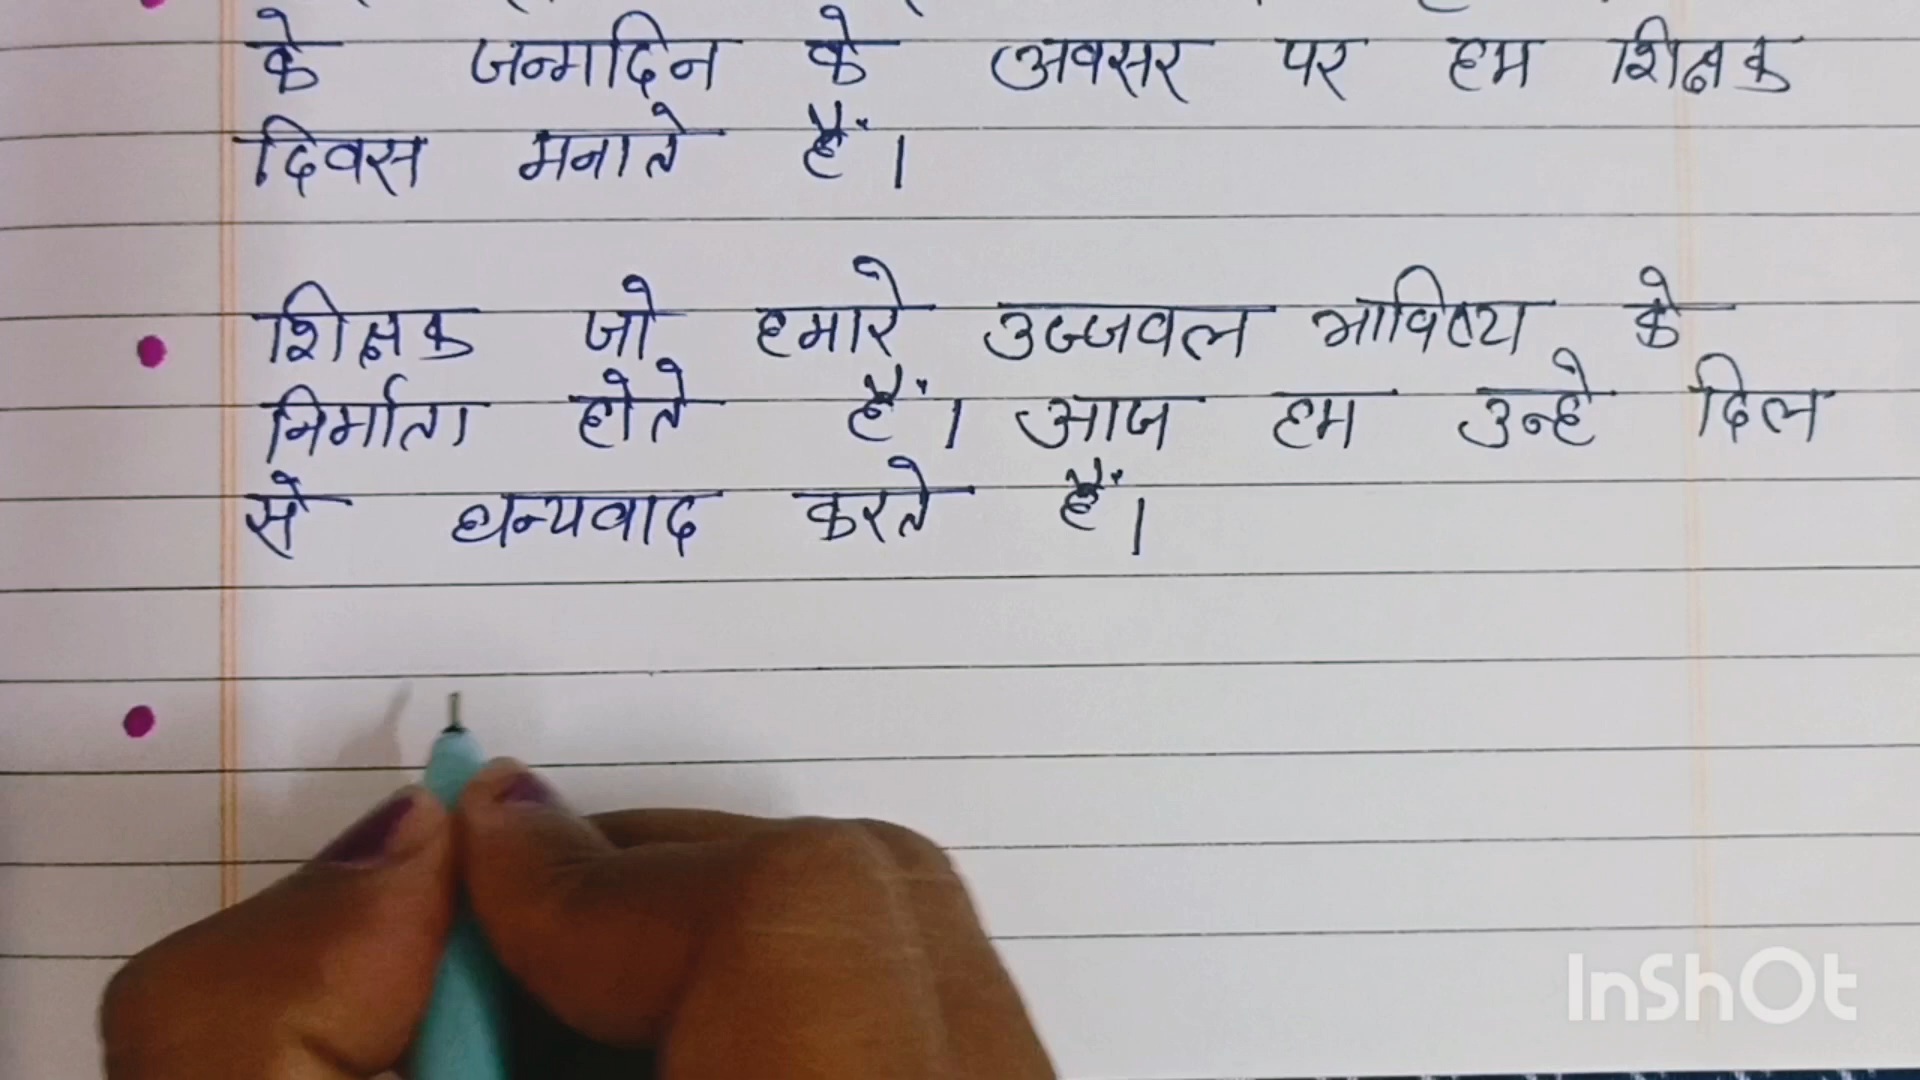 के जन्मदिन के अवसर पर हम शिक्षक
दिवस मनाते हैं।
शिक्षक जो हमारे उज्जवल भविष्य के
निर्माता होते हैं। आज हम उन्हे दिल
से धन्यवाद करते हैं।
InShOt